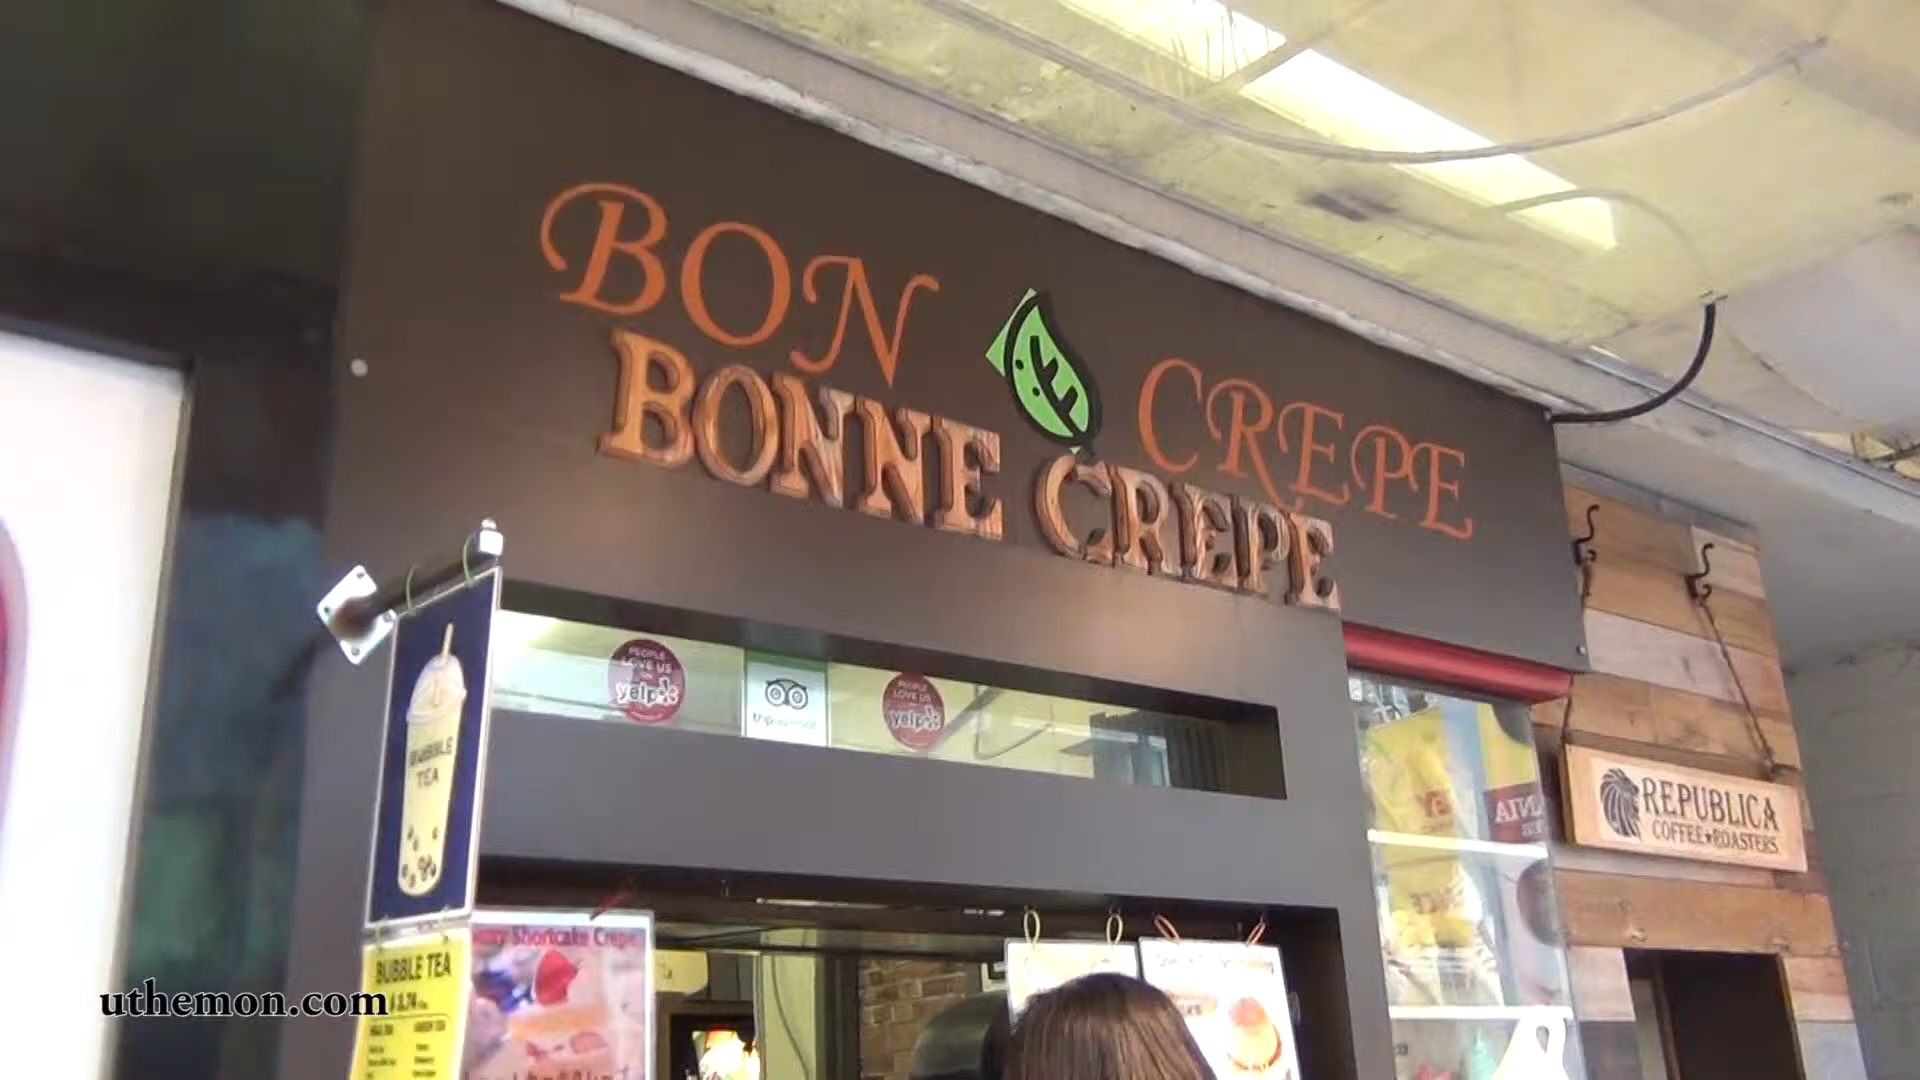 BON CREPE
BONNE CREPE
PEOPLE
LOVE US
on
yelp
tripadvisor
PEOPLE
LOVE US
yelp
BUBBLE
TEA
REPUBLICA
COFFEE★ROASTERS
Shortcake Crepe
BUBBLE TEA
uthemon.com